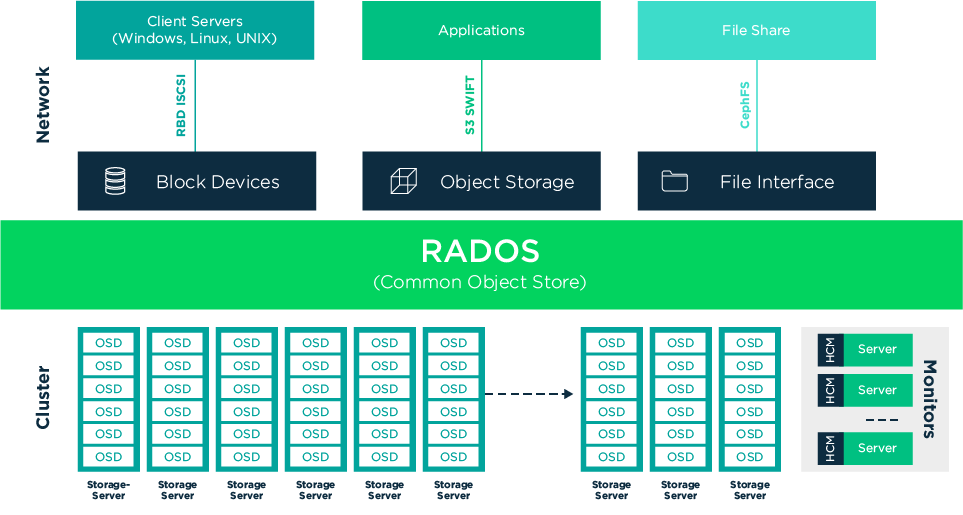 Client Servers
(Windows, Linux, UNIX)
Applications
File Share
Network
RBD ISCSI
S3 SWIFT
CephFS
Block Devices
Object Storage
File Interface
RADOS
(Common Object Store)
Cluster
OSD OSD OSD OSD OSD OSD OSD OSD OSD
OSD OSD OSD OSD OSD OSD OSD OSD OSD
OSD OSD OSD OSD OSD OSD OSD OSD OSD
OSD OSD OSD OSD OSD OSD OSD OSD OSD
OSD OSD OSD OSD OSD OSD OSD OSD OSD
OSD OSD OSD OSD OSD OSD OSD OSD OSD
HCM Server
HCM Server
HCM Server
Monitors
Storage-
Server
Storage
Server
Storage
Server
Storage
Server
Storage
Server
Storage
Server
Storage
Server
Storage
Server
Storage
Server